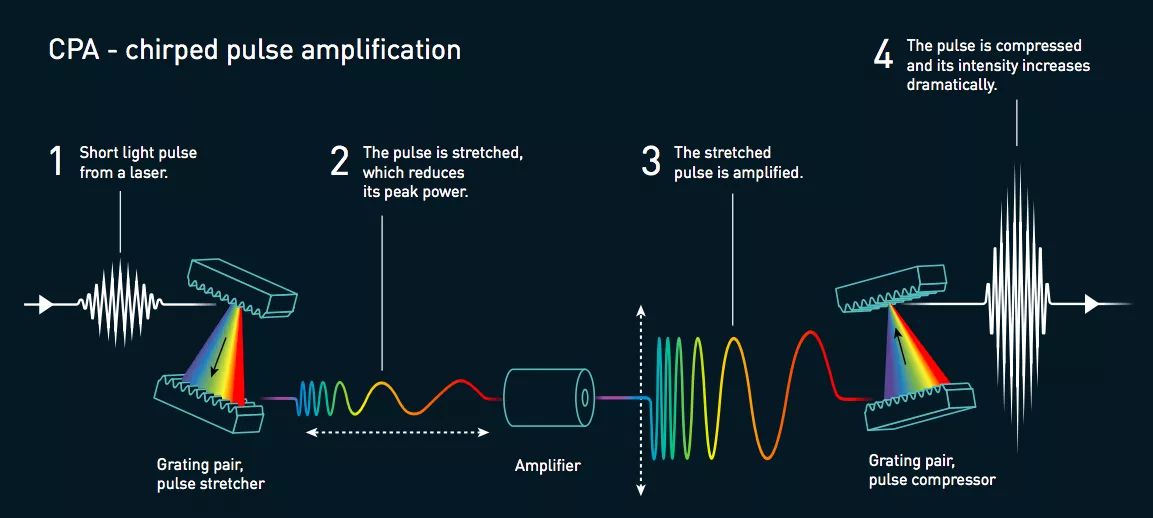 CPA - chirped pulse amplification
1
Short light pulse
from a laser.
2
The pulse is stretched,
which reduces
its peak power.
3
The stretched
pulse is amplified.
4
The pulse is compressed
and its intensity increases
dramatically.
Grating pair,
pulse stretcher
Amplifier
Grating pair,
pulse compressor